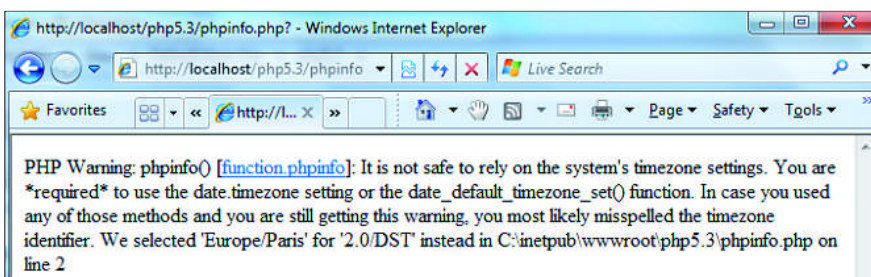 http://localhost/php5.3/phpinfo.php? - Windows Internet Explorer
http://localhost/php5.3/phpinfo
Live Search
Favorites
http://l...
Page
Safety
Tools
PHP Warning: phpinfo() [function.phpinfo]: It is not safe to rely on the system's timezone settings. You are
*required* to use the date.timezone setting or the date_default_timezone_set() function. In case you used
any of those methods and you are still getting this warning, you most likely misspelled the timezone
identifier. We selected 'Europe/Paris' for '2.0/DST' instead in C:\inetpub\wwwroot\php5.3\phpinfo.php on
line 2